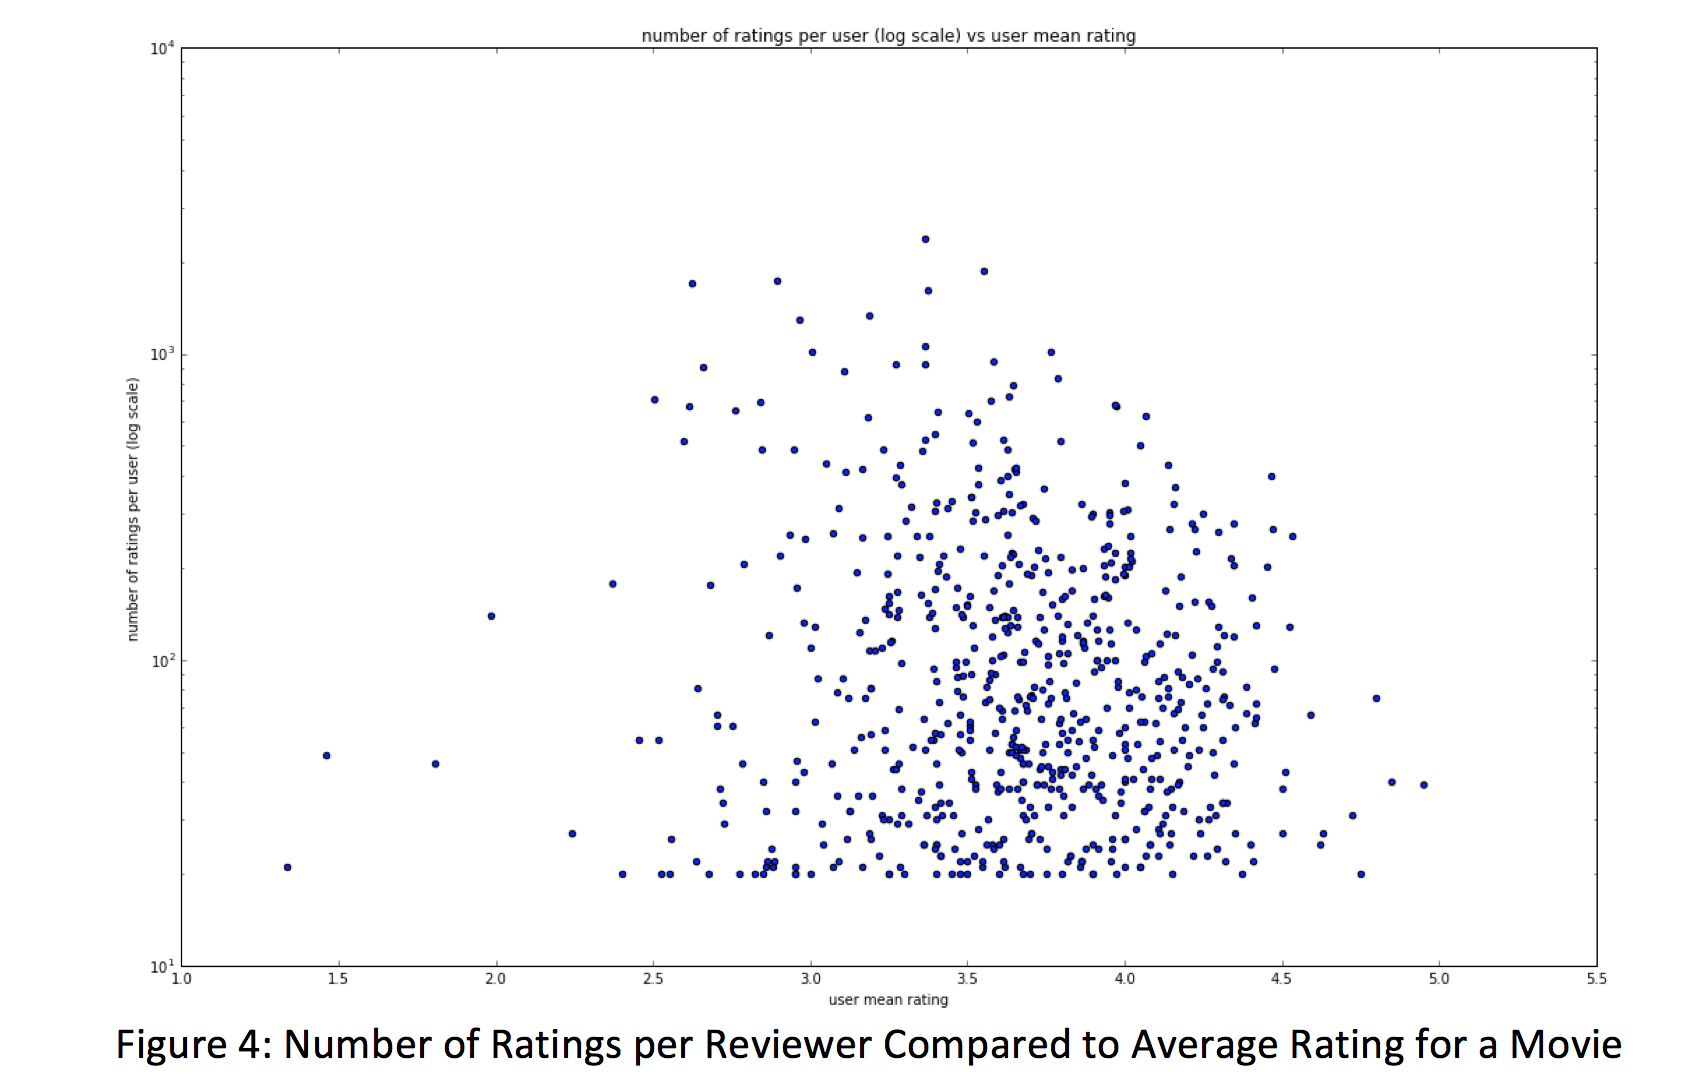 number of ratings per user (log scale) vs user mean rating
10^4
10^3
10^2
10^1
number of ratings per user (log scale)
1.0 1.5 2.0 2.5 3.0 3.5 4.0 4.5 5.0 5.5
user mean rating
Figure 4: Number of Ratings per Reviewer Compared to Average Rating for a Movie